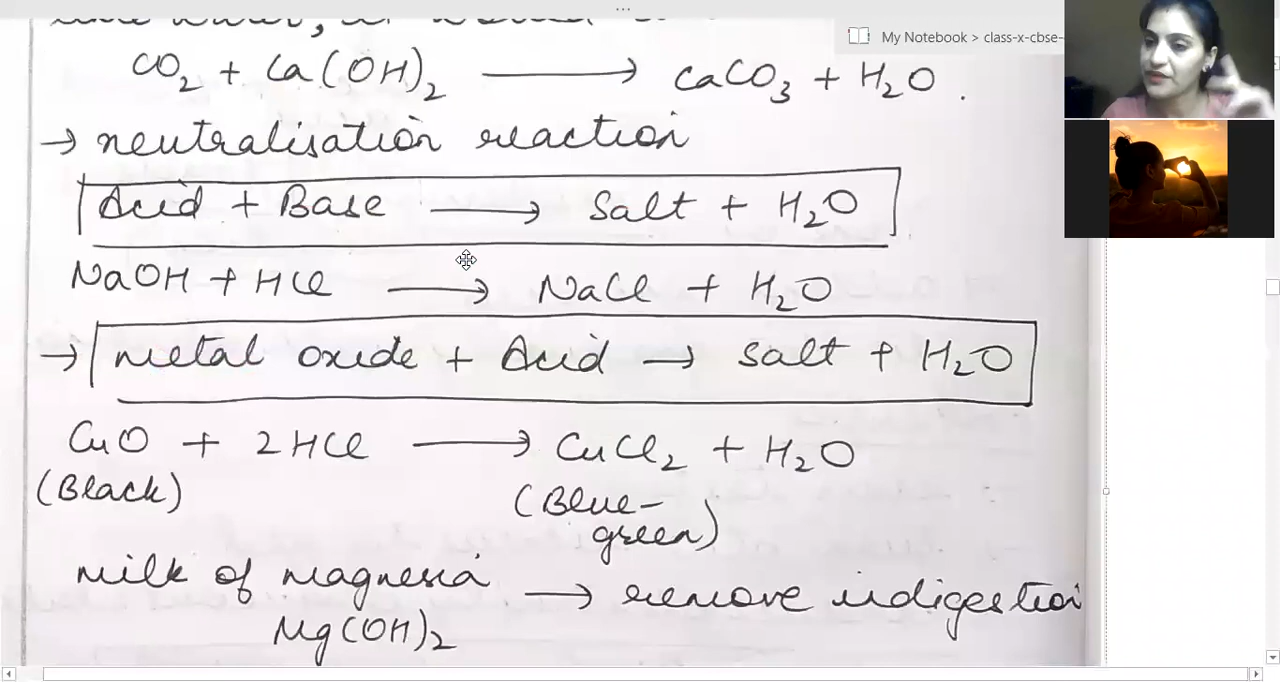 My Notebook > class-x-cbse-
CO₂ + Ca(OH)₂ ⟶ CaCO₃ + H₂O .
→ neutralisation reaction
Acid + Base ⟶ Salt + H₂O
NaOH + HCl ⟶ NaCl + H₂O
→ metal oxide + Acid → salt + H₂O
CuO + 2HCl ⟶ CuCl₂ + H₂O
(Black) (Blue-
green)
milk of magnesia → remove indigestion
Mg(OH)₂